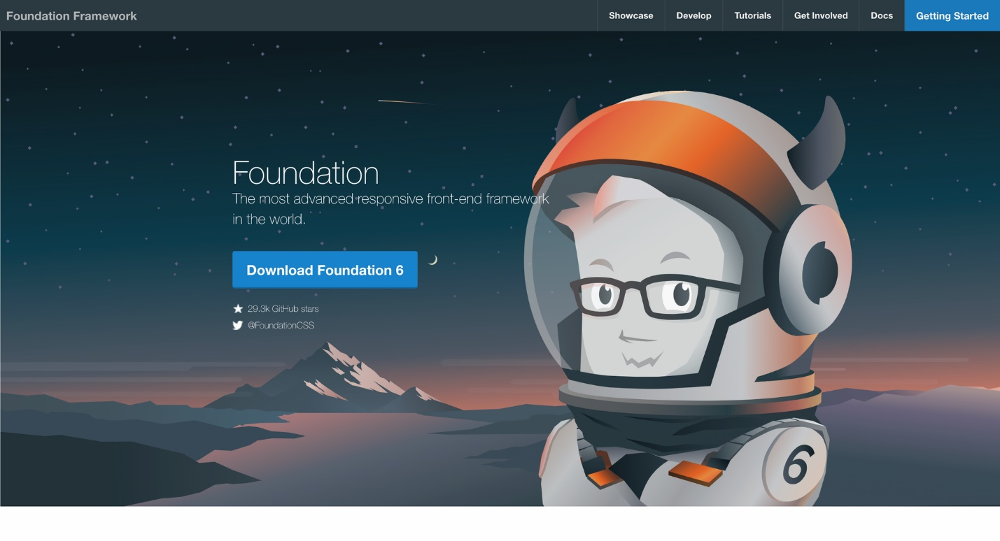 Foundation Framework
Showcase
Develop
Tutorials
Get Involved
Docs
Getting Started
Foundation
The most advanced responsive front-end framework
in the world.
Download Foundation 6
29.3k GitHub stars
@FoundationCSS
6